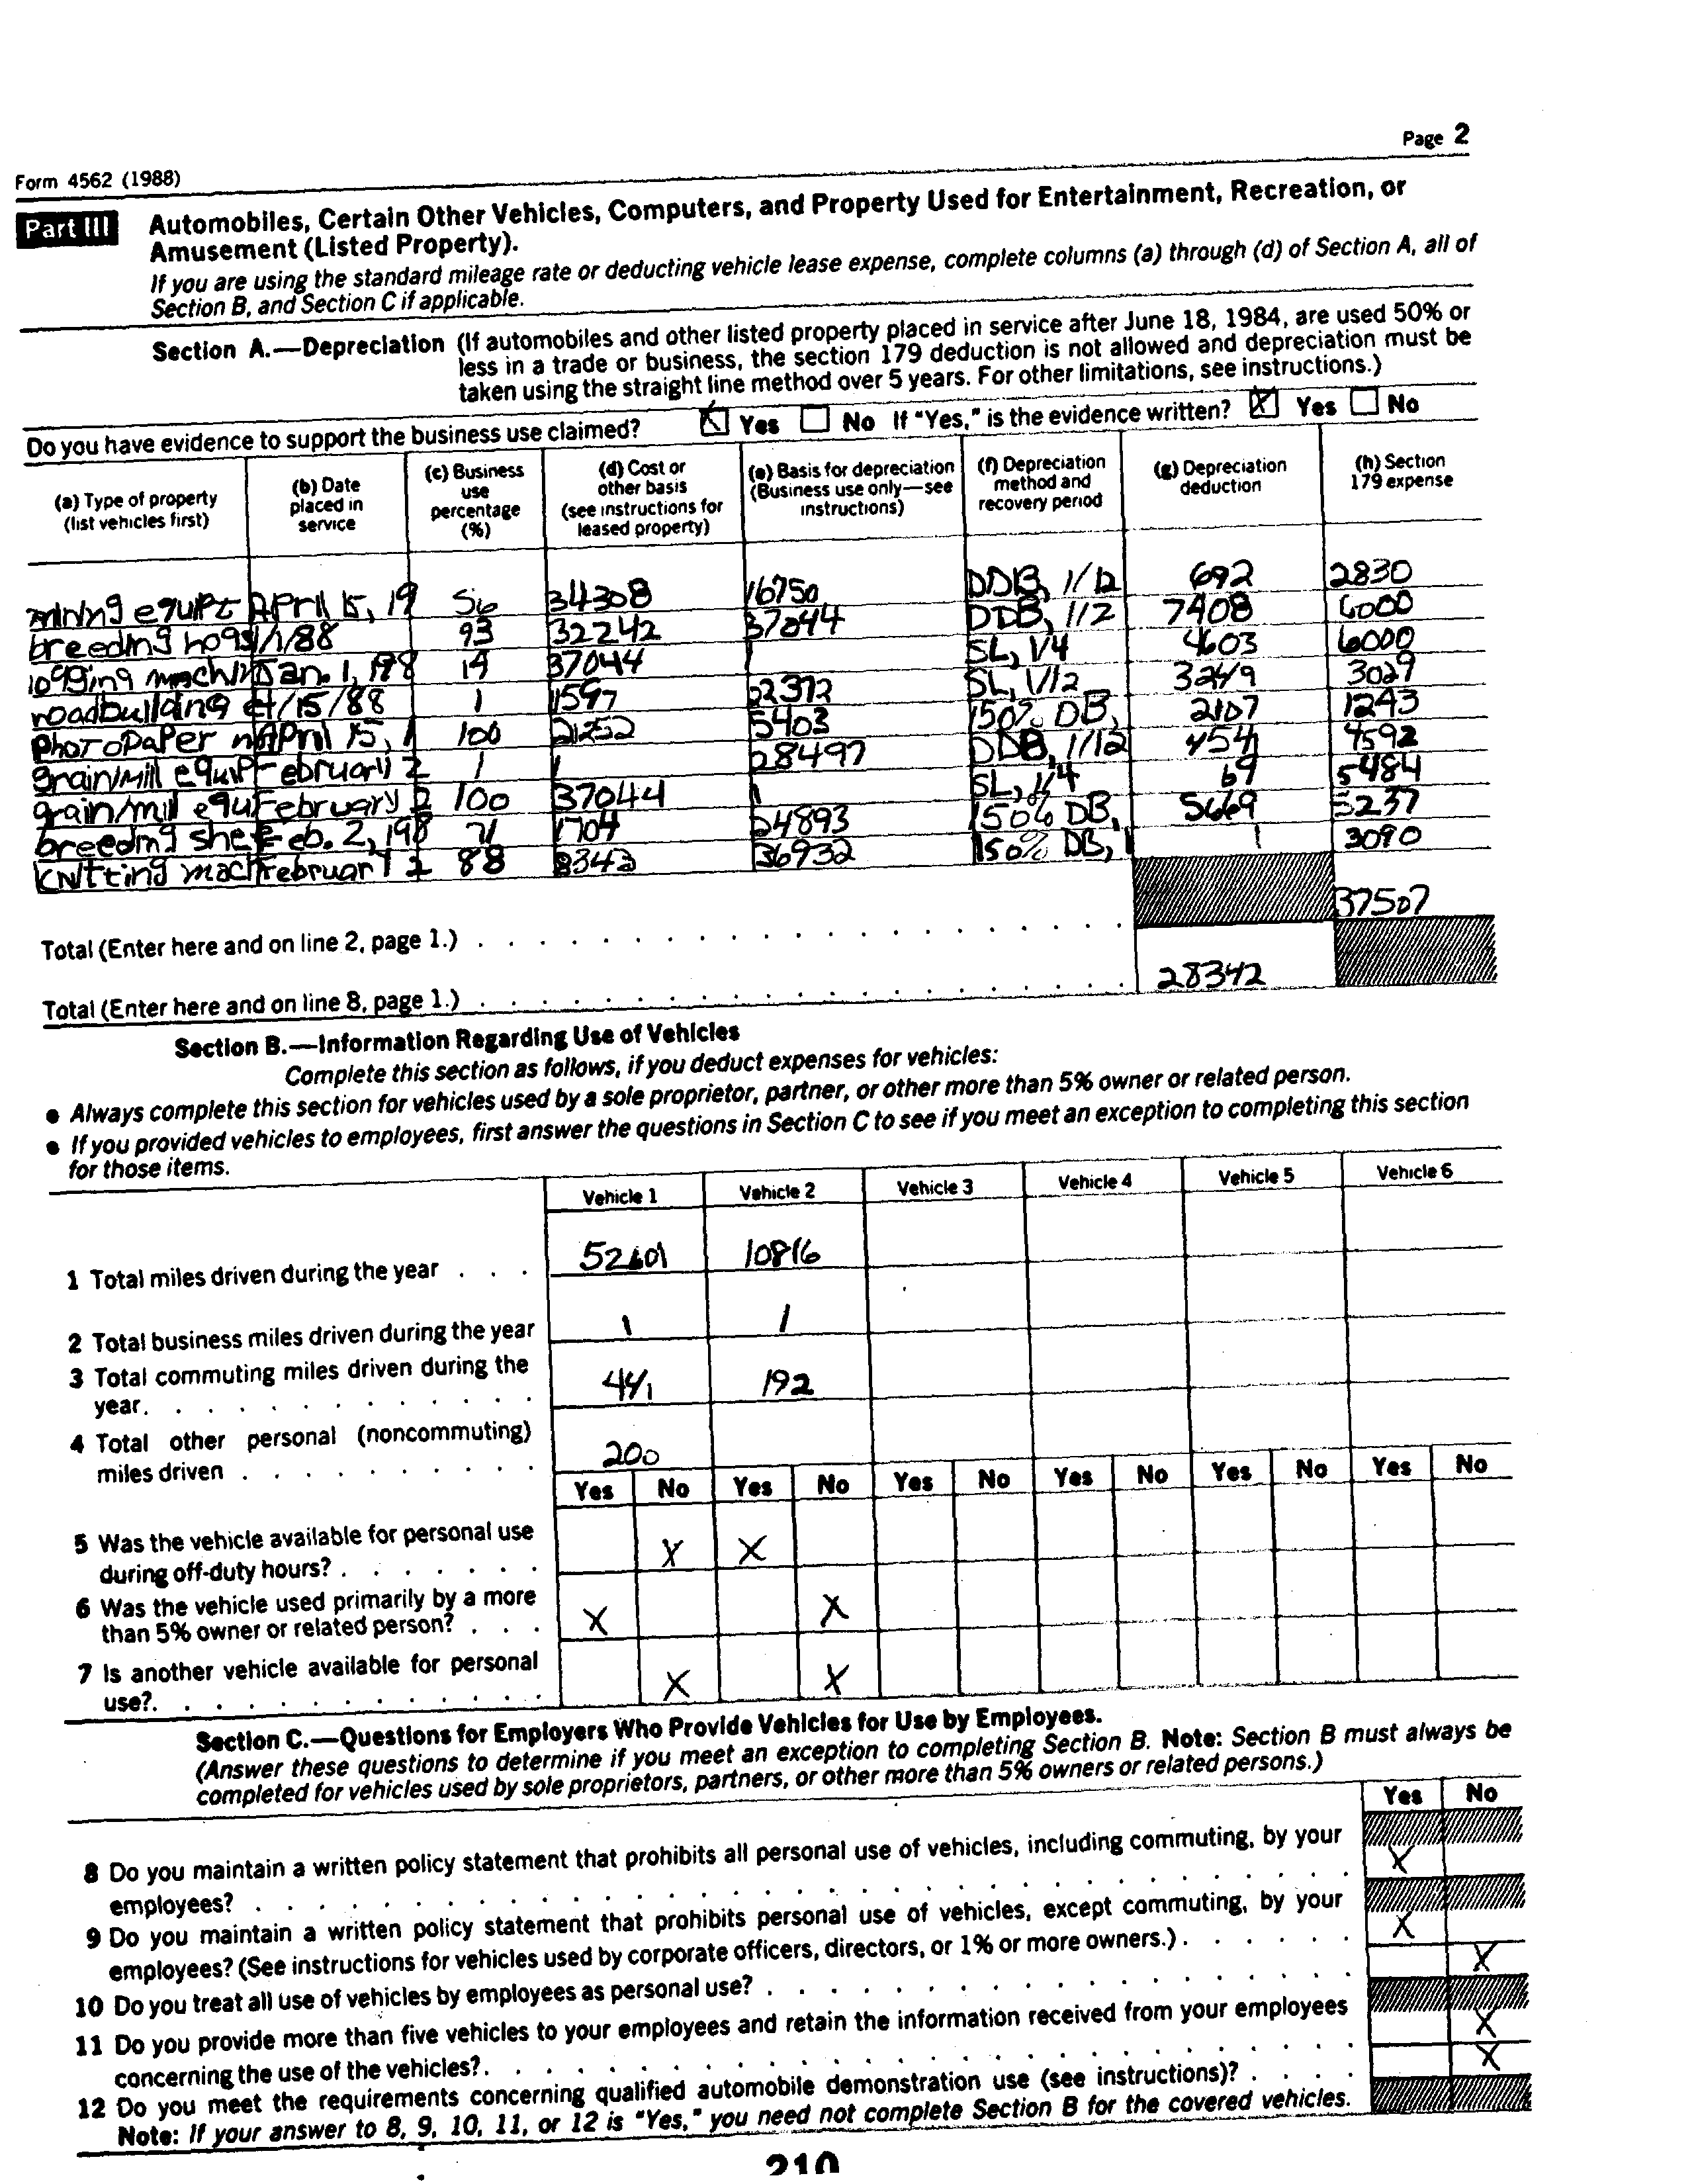 Page 2
Form 4562 (1988)
Part III Automobiles, Certain Other Vehicles, Computers, and Property Used for Entertainment, Recreation, or
Amusement (Listed Property).
If you are using the standard mileage rate or deducting vehicle lease expense, complete columns (a) through (d) of Section A, all of
Section B, and Section C if applicable.
Section A.—Depreciation (If automobiles and other listed property placed in service after June 18, 1984, are used 50% or
less in a trade or business, the section 179 deduction is not allowed and depreciation must be
taken using the straight line method over 5 years. For other limitations, see instructions.)
Do you have evidence to support the business use claimed? X Yes No If "Yes," is the evidence written? X Yes No
(a) Type of property (list vehicles first) (b) Date placed in service (c) Business use percentage (%) (d) Cost or other basis (see instructions for leased property) (e) Basis for depreciation (Business use only—see instructions) (f) Depreciation method and recovery period (g) Depreciation deduction (h) Section 179 expense
mining equipt April 15, 19 56 34308 16750 DDB, 1/12 692 2830
breeding hogs 1/1/88 93 32242 37044 DDB, 1/2 7408 6000
logging machin Jan. 1, 198 14 37044 1 SL, 1/4 4603 6000
roadbuilding e 4/15/88 1 1597 22372 SL, 1/12 3249 3029
photopaper n April 15, 1 100 21252 5403 150% DB, 2107 1243
grain/mill equip February 2 1 1 28497 DDB, 1/12 454 4592
grain/mill equ February 2 100 37044 1 SL, 1/4 69 5484
breeding she Feb. 2, 198 71 1704 24893 150% DB, 5669 5237
knitting mach February 2 88 8343 36932 150% DB, 1 1 3090
37507
Total (Enter here and on line 2, page 1.)
28342
Total (Enter here and on line 8, page 1.)
Section B.—Information Regarding Use of Vehicles
Complete this section as follows, if you deduct expenses for vehicles:
● Always complete this section for vehicles used by a sole proprietor, partner, or other more than 5% owner or related person.
● If you provided vehicles to employees, first answer the questions in Section C to see if you meet an exception to completing this section
for those items.
Vehicle 1 Vehicle 2 Vehicle 3 Vehicle 4 Vehicle 5 Vehicle 6
1 Total miles driven during the year 52601 10816
2 Total business miles driven during the year 1 1
3 Total commuting miles driven during the
year. 441 192
4 Total other personal (noncommuting)
miles driven 200
Yes No Yes No Yes No Yes No Yes No Yes No
5 Was the vehicle available for personal use
during off-duty hours? X X
6 Was the vehicle used primarily by a more
than 5% owner or related person? X X
7 Is another vehicle available for personal
use? X X
Section C.—Questions for Employers Who Provide Vehicles for Use by Employees.
(Answer these questions to determine if you meet an exception to completing Section B. Note: Section B must always be
completed for vehicles used by sole proprietors, partners, or other more than 5% owners or related persons.)
Yes No
8 Do you maintain a written policy statement that prohibits all personal use of vehicles, including commuting, by your
employees? X
9 Do you maintain a written policy statement that prohibits personal use of vehicles, except commuting, by your
employees? (See instructions for vehicles used by corporate officers, directors, or 1% or more owners.) X
10 Do you treat all use of vehicles by employees as personal use? X
11 Do you provide more than five vehicles to your employees and retain the information received from your employees
concerning the use of the vehicles? X
12 Do you meet the requirements concerning qualified automobile demonstration use (see instructions)? X
Note: If your answer to 8, 9, 10, 11, or 12 is "Yes," you need not complete Section B for the covered vehicles.
210